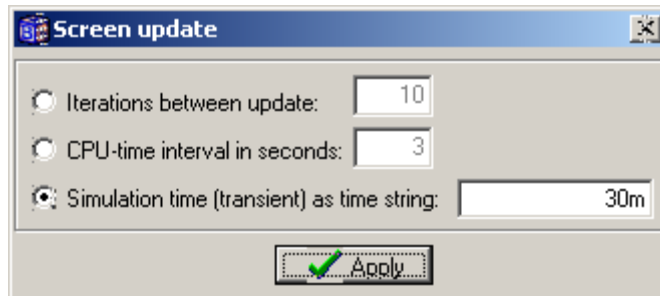 Screen update
Iterations between update: 10
CPU-time interval in seconds: 3
Simulation time (transient) as time string: 30m
Apply